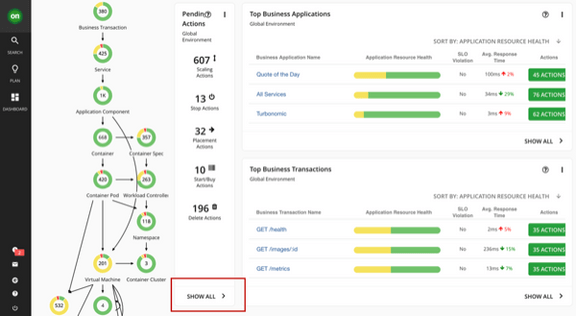 on
SEARCH
PLAN
DASHBOARD
380
Business Transaction
425
Service
1K
Application Component
668
357
Container
Container Spec
420
263
Container Pod
Workload Controller
118
Namespace
201
3
Virtual Machine
Container Cluster
532
4
Pending
Actions
Global
Environment
607
Scaling
Actions
13
Stop Actions
32
Placement
Actions
10
Start/Buy
Actions
196
Delete Actions
SHOW ALL
Top Business Applications
Global Environment
SORT BY: APPLICATION RESOURCE HEALTH
Business Application Name
Application Resource Health
SLO
Violation
Avg. Response
Time
Actions
Quote of the Day
No
100ms 2%
45 ACTIONS
All Services
No
34ms 29%
76 ACTIONS
Turbonomic
No
3ms 9%
62 ACTIONS
SHOW ALL
Top Business Transactions
Global Environment
SORT BY: APPLICATION RESOURCE HEALTH
Business Transaction Name
Application Resource Health
SLO
Violation
Avg. Response
Time
Actions
GET /health
No
2ms 5%
35 ACTIONS
GET /images/:id
No
236ms 15%
35 ACTIONS
GET /metrics
No
13ms 7%
35 ACTIONS
SHOW ALL